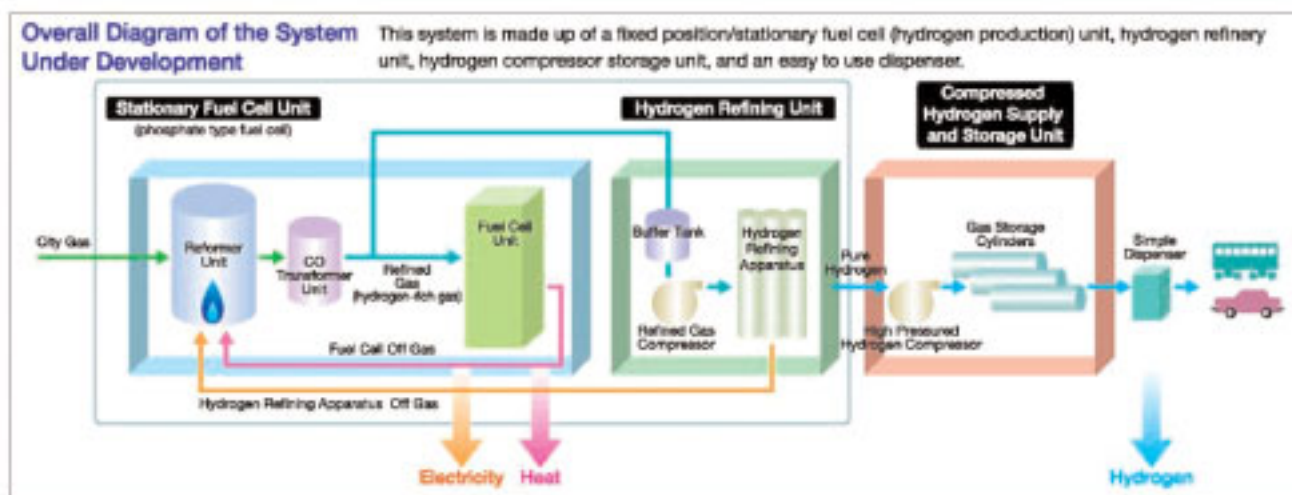 Overall Diagram of the System
Under Development
This system is made up of a fixed position/stationary fuel cell (hydrogen production) unit, hydrogen refinery
unit, hydrogen compressor storage unit, and an easy to use dispenser.
Stationary Fuel Cell Unit
(phosphate type fuel cell)
Hydrogen Refining Unit
Compressed
Hydrogen Supply
and Storage Unit
City Gas
Reformer
Unit
CO
Transformer
Unit
Refined
Gas
(hydrogen-rich gas)
Fuel Cell
Unit
Buffer Tank
Hydrogen
Refining
Apparatus
Refined Gas
Compressor
Pure
Hydrogen
Gas Storage
Cylinders
High Pressured
Hydrogen Compressor
Simple
Dispenser
Fuel Cell Off Gas
Hydrogen Refining Apparatus Off Gas
Electricity
Heat
Hydrogen